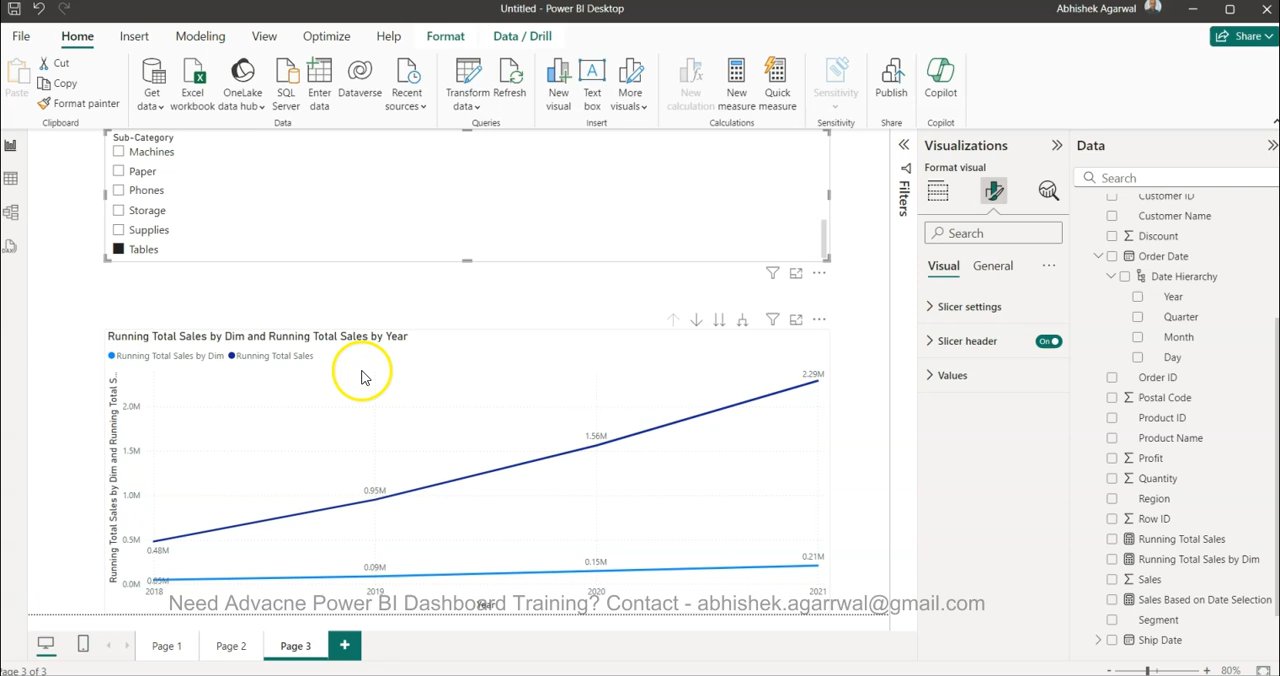 Untitled - Power BI Desktop
Abhishek Agarwal
File Home Insert Modeling View Optimize Help Format Data / Drill
Share
Paste
Cut
Copy
Format painter
Get data
Excel workbook
OneLake data hub
SQL Server
Enter data
Dataverse
Recent sources
Transform data
Refresh
New visual
Text box
More visuals
New calculation
New measure
Quick measure
Sensitivity
Publish
Copilot
Clipboard
Data
Queries
Insert
Calculations
Sensitivity
Share
Copilot
Sub-Category
Machines
Paper
Phones
Storage
Supplies
Tables
Running Total Sales by Dim and Running Total Sales by Year
Running Total Sales by Dim Running Total Sales
Running Total Sales by Dim and Running Total S...
2.0M
1.5M
1.0M
0.5M
0.0M
0.48M
0.95M
1.56M
2.29M
0.09M
0.15M
0.21M
2018
2019
2020
2021
Need Advacne Power BI Dashboard Training? Contact - abhishek.agarrwal@gmail.com
Page 1
Page 2
Page 3
Page 3 of 3
80%
Filters
Visualizations
Format visual
Search
Visual
General
Slicer settings
Slicer header
On
Values
Data
Search
Customer ID
Customer Name
Discount
Order Date
Date Hierarchy
Year
Quarter
Month
Day
Order ID
Postal Code
Product ID
Product Name
Profit
Quantity
Region
Row ID
Running Total Sales
Running Total Sales by Dim
Sales
Sales Based on Date Selection
Segment
Ship Date